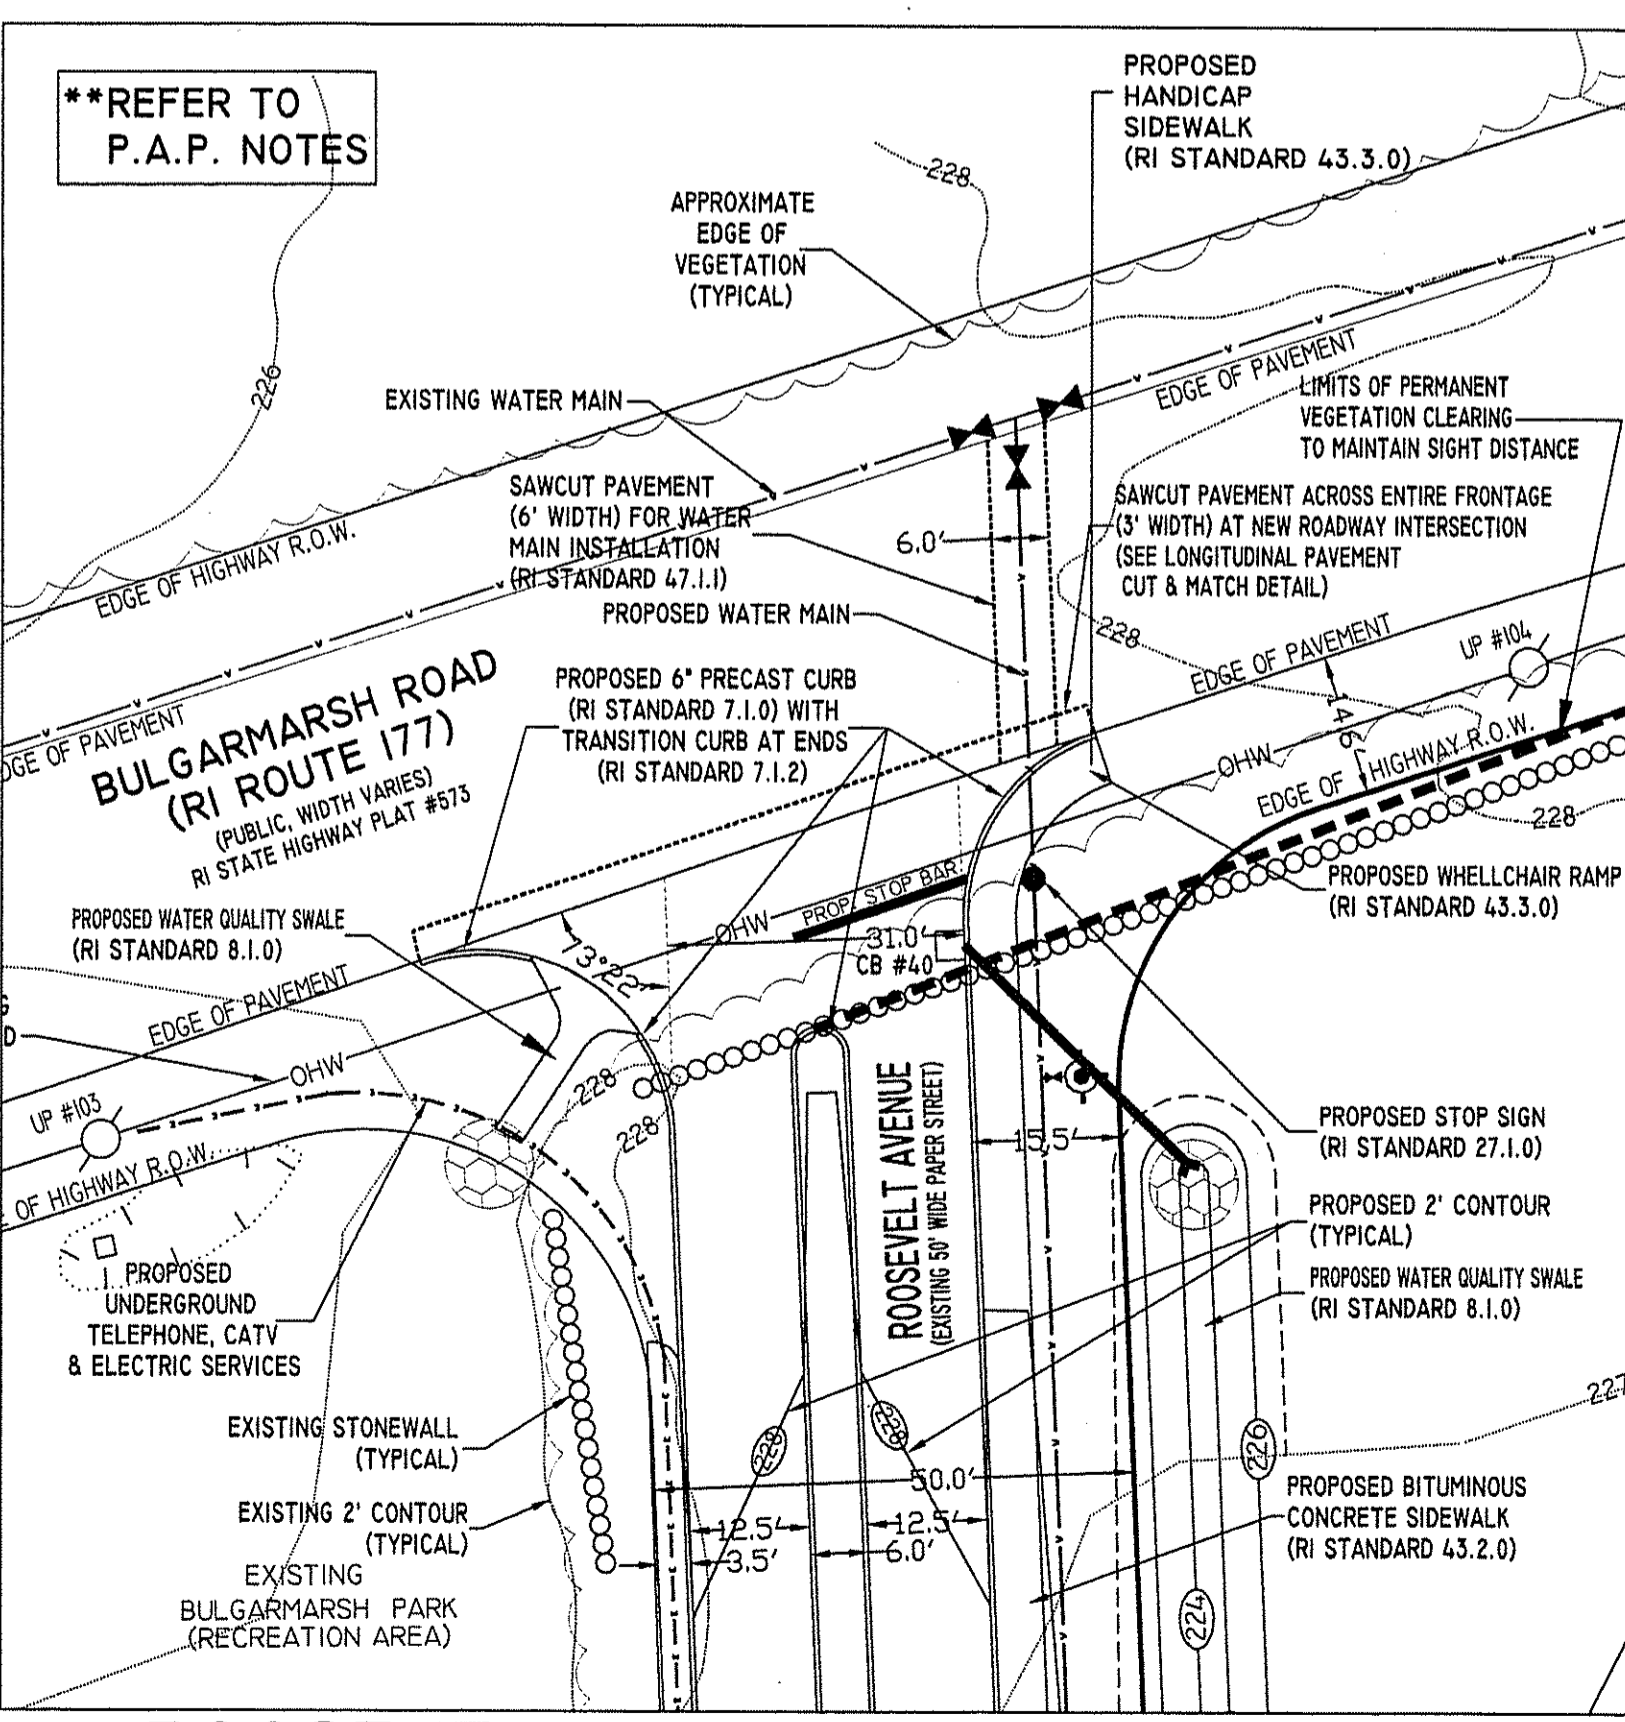 **REFER TO
P.A.P. NOTES
PROPOSED
HANDICAP
SIDEWALK
(RI STANDARD 43.3.0)
228
APPROXIMATE
EDGE OF
VEGETATION
(TYPICAL)
226
EXISTING WATER MAIN
EDGE OF PAVEMENT
LIMITS OF PERMANENT
VEGETATION CLEARING
TO MAINTAIN SIGHT DISTANCE
SAWCUT PAVEMENT
(6' WIDTH) FOR WATER
MAIN INSTALLATION
(RI STANDARD 47.1.1)
6.0'
SAWCUT PAVEMENT ACROSS ENTIRE FRONTAGE
(3' WIDTH) AT NEW ROADWAY INTERSECTION
(SEE LONGITUDINAL PAVEMENT
CUT & MATCH DETAIL)
EDGE OF HIGHWAY R.O.W.
PROPOSED WATER MAIN
228
EDGE OF PAVEMENT
UP #104
14.6'
EDGE OF PAVEMENT
BULGARMARSH ROAD
(RI ROUTE 177)
(PUBLIC, WIDTH VARIES)
RI STATE HIGHWAY PLAT #573
PROPOSED 6" PRECAST CURB
(RI STANDARD 7.1.0) WITH
TRANSITION CURB AT ENDS
(RI STANDARD 7.1.2)
OHW
EDGE OF HIGHWAY R.O.W.
228
PROPOSED WHELLCHAIR RAMP
(RI STANDARD 43.3.0)
PROPOSED WATER QUALITY SWALE
(RI STANDARD 8.1.0)
PROP. STOP BAR.
OHW
31.0'
CB #40
73°22'
EDGE OF PAVEMENT
G
D
OHW
UP #103
228
228
OF HIGHWAY R.O.W.
ROOSEVELT AVENUE
(EXISTING 50' WIDE PAPER STREET)
15.5'
PROPOSED STOP SIGN
(RI STANDARD 27.1.0)
PROPOSED 2' CONTOUR
(TYPICAL)
PROPOSED WATER QUALITY SWALE
(RI STANDARD 8.1.0)
PROPOSED
UNDERGROUND
TELEPHONE, CATV
& ELECTRIC SERVICES
227
EXISTING STONEWALL
(TYPICAL)
228
228
226
50.0'
EXISTING 2' CONTOUR
(TYPICAL)
12.5'
12.5'
3.5'
6.0'
PROPOSED BITUMINOUS
CONCRETE SIDEWALK
(RI STANDARD 43.2.0)
EXISTING
BULGARMARSH PARK
(RECREATION AREA)
224